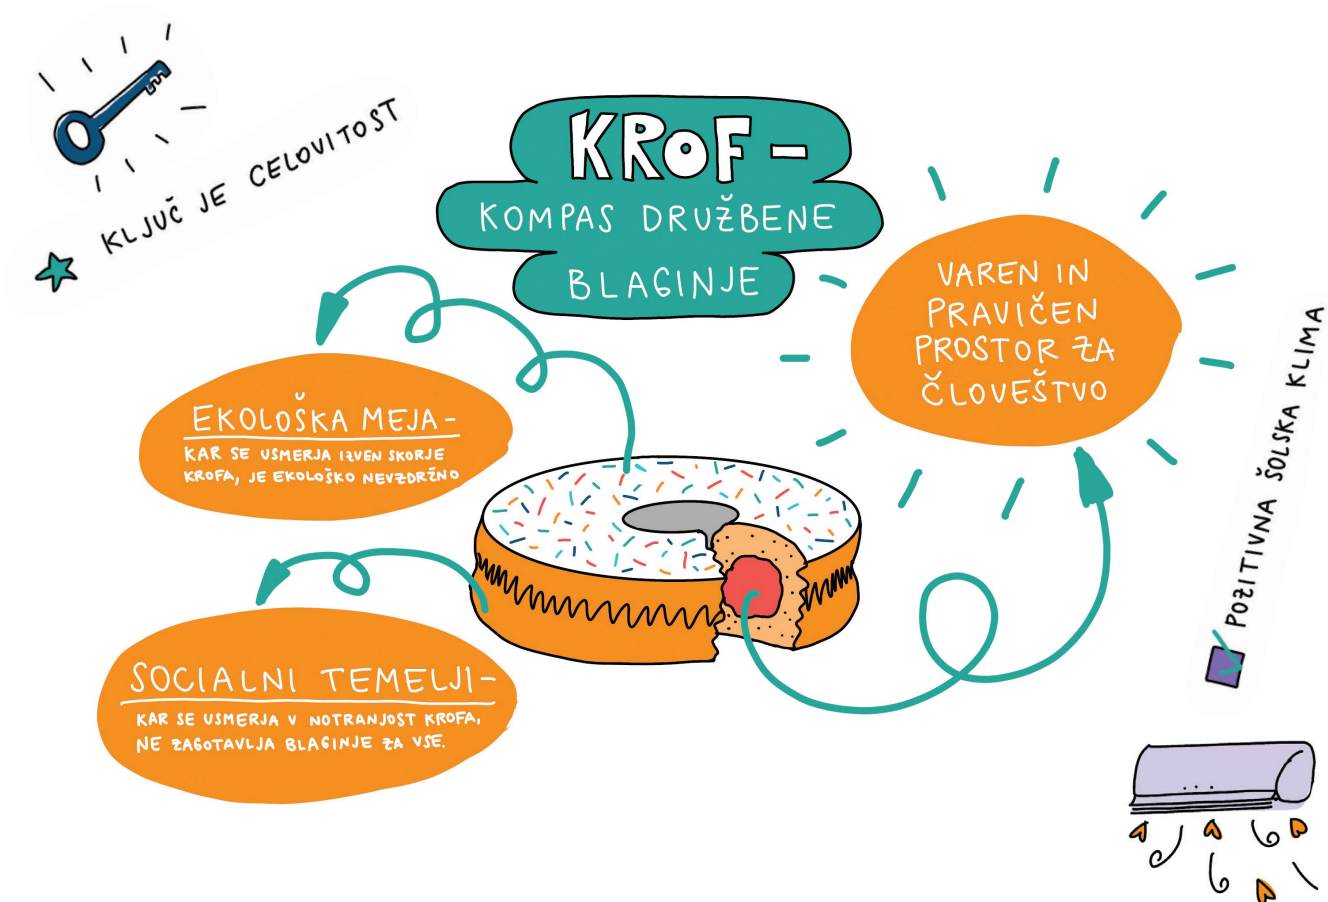 KLJUČ JE CELOVITOST
KROF -
KOMPAS DRUŽBENE
BLAGINJE
VAREN IN
PRAVIČEN
PROSTOR ZA
ČLOVEŠTVO
EKOLOŠKA MEJA -
KAR SE USMERJA IZVEN SKORJE
KROFA, JE EKOLOŠKO NEVZDRŽNO
SOCIALNI TEMELJI -
KAR SE USMERJA V NOTRANJOST KROFA,
NE ZAGOTAVLJA BLAGINJE ZA VSE.
POZITIVNA ŠOLSKA KLIMA